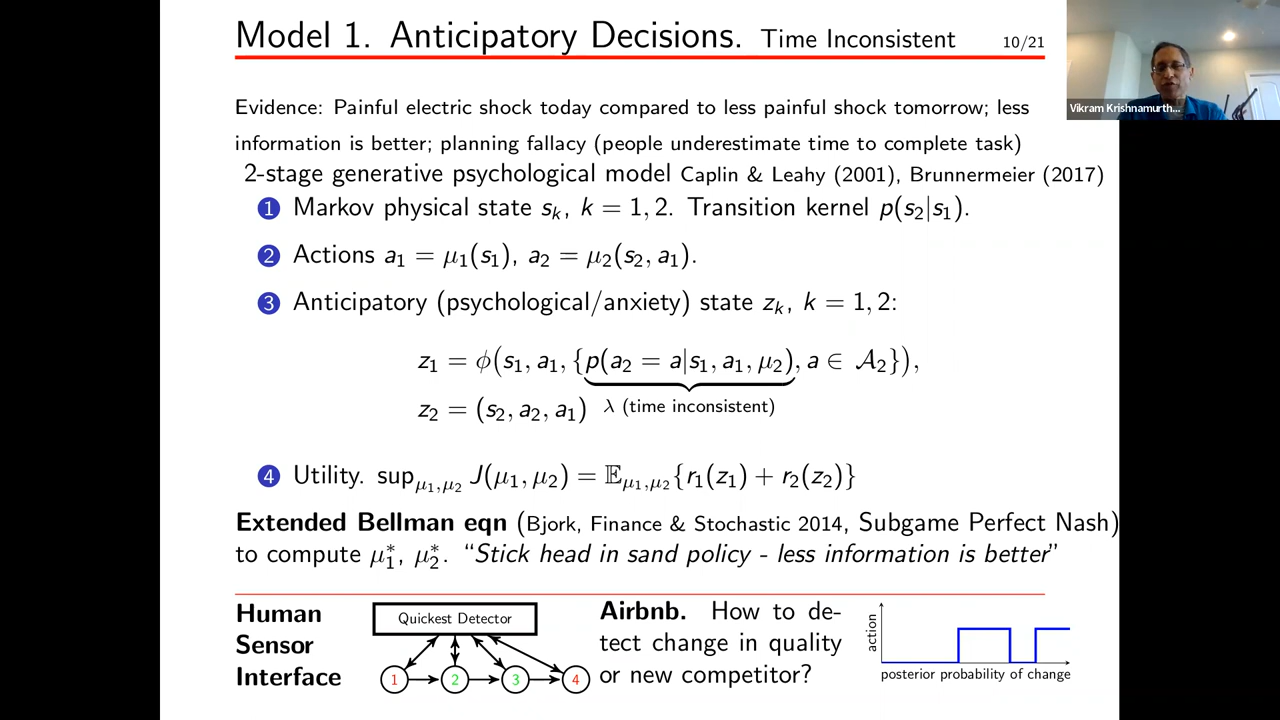 Model 1. Anticipatory Decisions. Time Inconsistent 10/21
Vikram Krishnamurth...
Evidence: Painful electric shock today compared to less painful shock tomorrow; less
information is better; planning fallacy (people underestimate time to complete task)
2-stage generative psychological model Caplin & Leahy (2001), Brunnermeier (2017)
1 Markov physical state s_k, k = 1, 2. Transition kernel p(s_2|s_1).
2 Actions a_1 = μ_1(s_1), a_2 = μ_2(s_2, a_1).
3 Anticipatory (psychological/anxiety) state z_k, k = 1, 2:
z_1 = ϕ(s_1, a_1, {p(a_2 = a|s_1, a_1, μ_2), a ∈ A_2}),
z_2 = (s_2, a_2, a_1) λ (time inconsistent)
4 Utility. sup_{μ_1,μ_2} J(μ_1, μ_2) = 𝔼_{μ_1,μ_2}{r_1(z_1) + r_2(z_2)}
Extended Bellman eqn (Bjork, Finance & Stochastic 2014, Subgame Perfect Nash)
to compute μ_1^*, μ_2^*. “Stick head in sand policy - less information is better”
Human
Sensor
Interface
Quickest Detector
1 2 3 4
Airbnb. How to de-
tect change in quality
or new competitor?
action
posterior probability of change